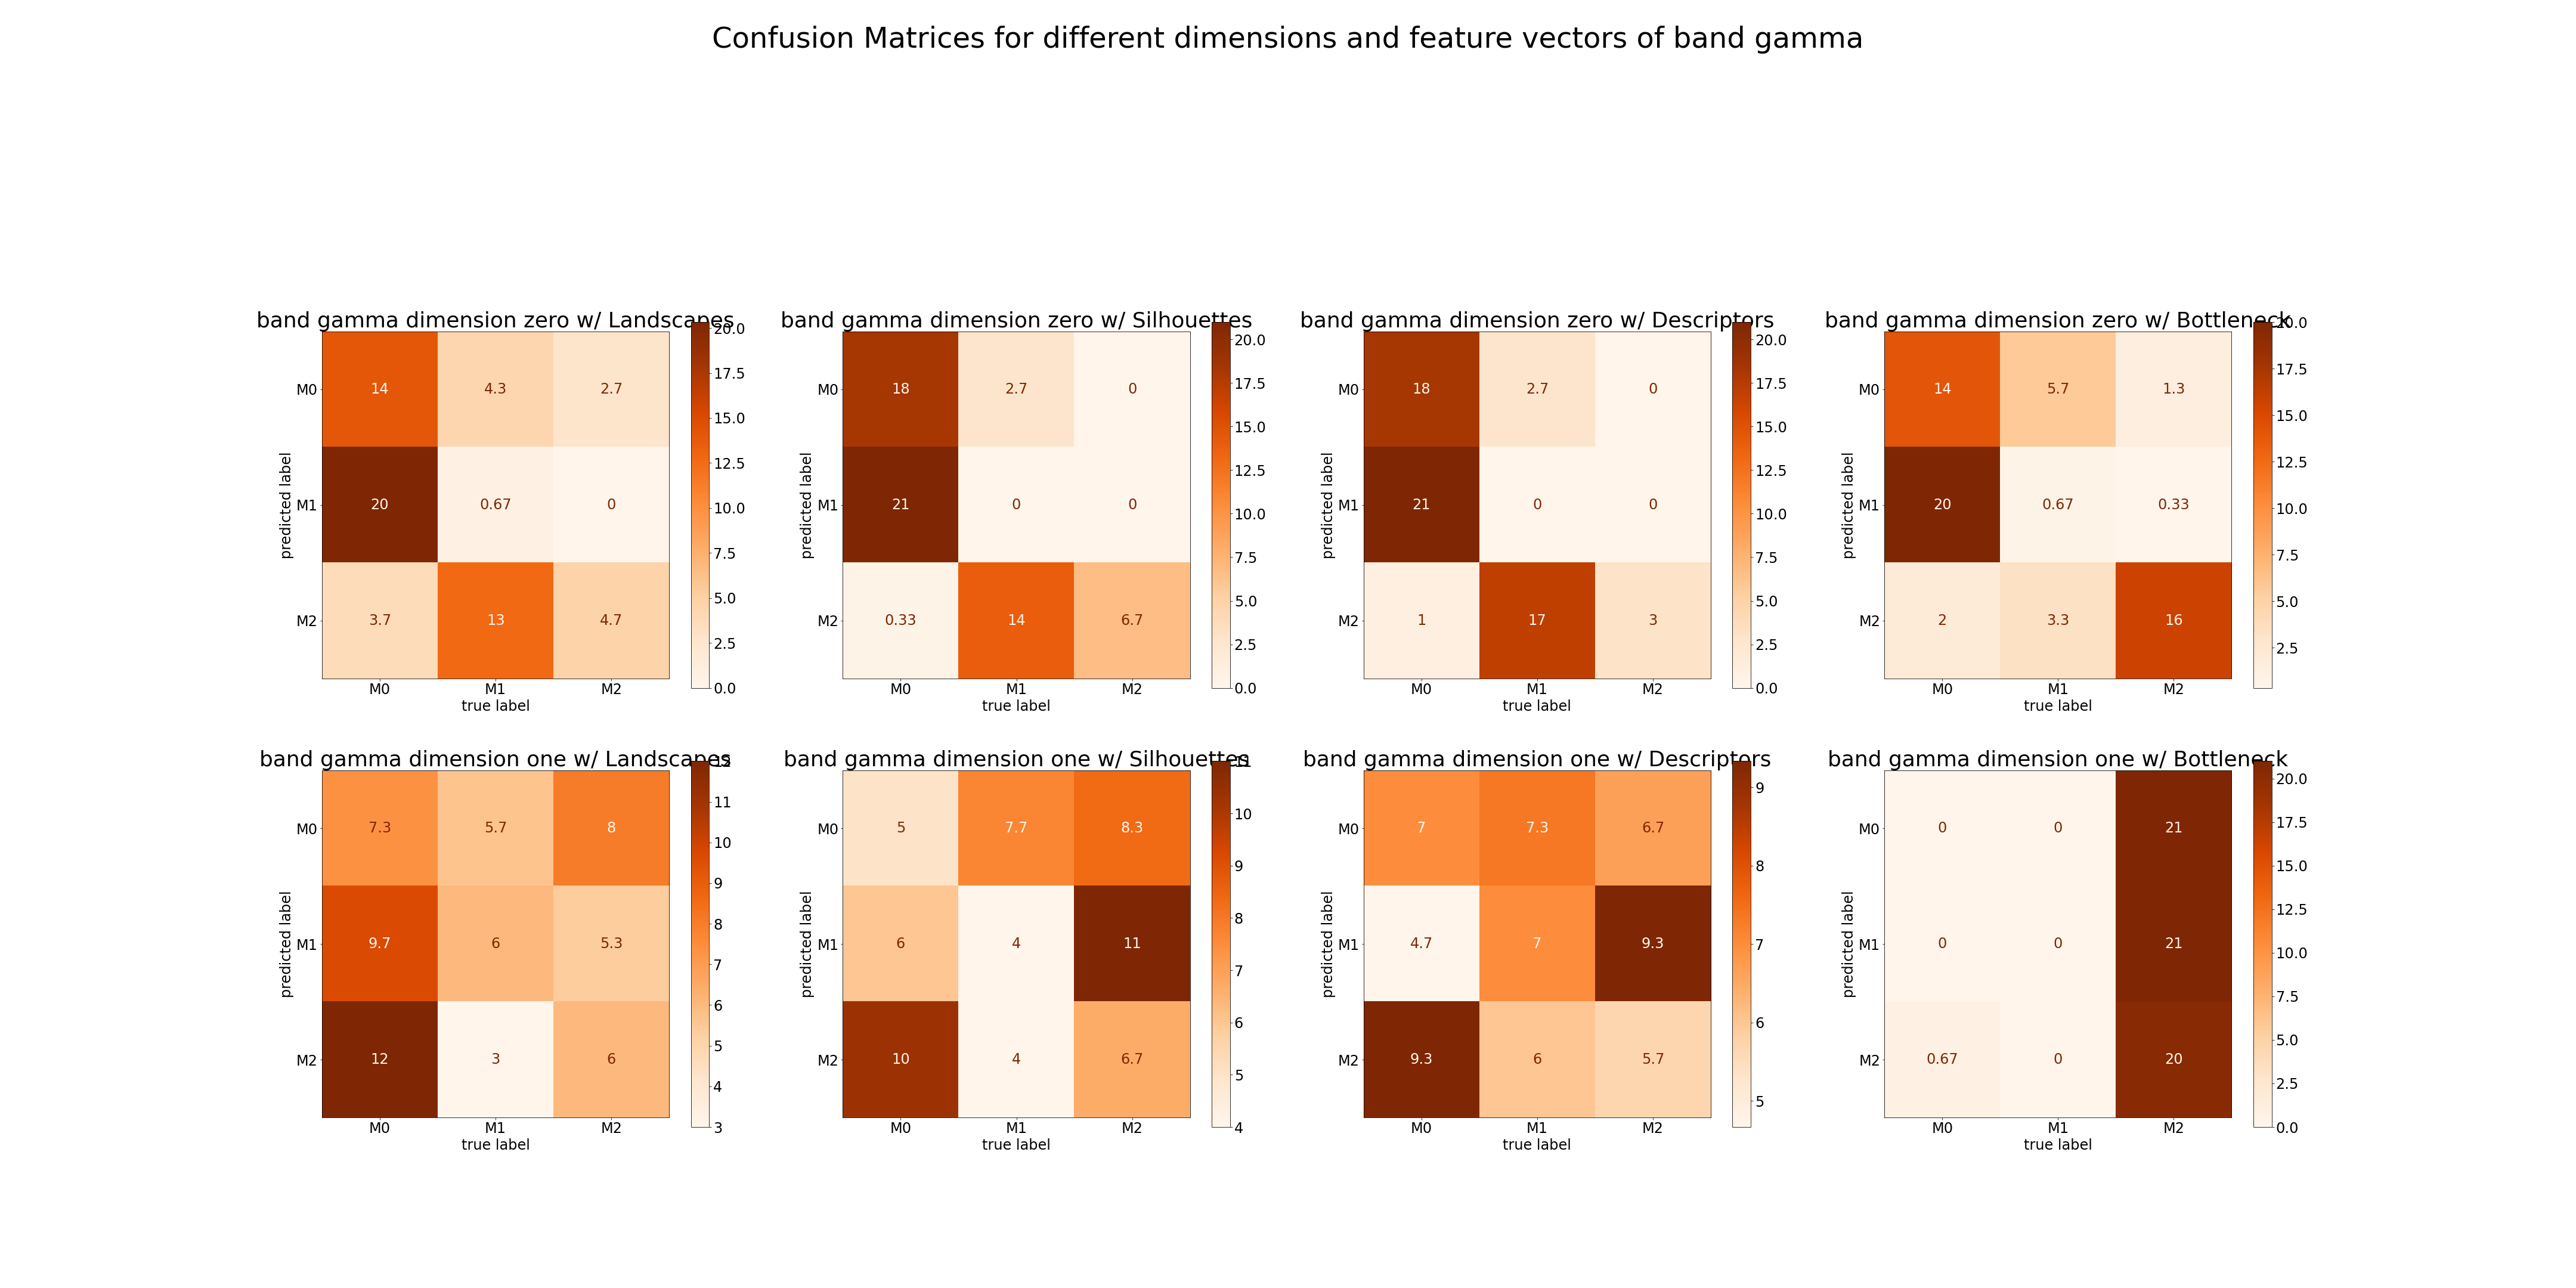 Confusion Matrices for different dimensions and feature vectors of band gamma
band gamma dimension zero w/ Landscapes
predicted label
M0 14 4.3 2.7
M1 20 0.67 0
M2 3.7 13 4.7
M0 M1 M2
true label
20.0
17.5
15.0
12.5
10.0
7.5
5.0
2.5
0.0
band gamma dimension zero w/ Silhouettes
predicted label
M0 18 2.7 0
M1 21 0 0
M2 0.33 14 6.7
M0 M1 M2
true label
20.0
17.5
15.0
12.5
10.0
7.5
5.0
2.5
0.0
band gamma dimension zero w/ Descriptors
predicted label
M0 18 2.7 0
M1 21 0 0
M2 1 17 3
M0 M1 M2
true label
20.0
17.5
15.0
12.5
10.0
7.5
5.0
2.5
0.0
band gamma dimension zero w/ Bottleneck
predicted label
M0 14 5.7 1.3
M1 20 0.67 0.33
M2 2 3.3 16
M0 M1 M2
true label
20.0
17.5
15.0
12.5
10.0
7.5
5.0
2.5
band gamma dimension one w/ Landscapes
predicted label
M0 7.3 5.7 8
M1 9.7 6 5.3
M2 12 3 6
M0 M1 M2
true label
12
11
10
9
8
7
6
5
4
3
band gamma dimension one w/ Silhouettes
predicted label
M0 5 7.7 8.3
M1 6 4 11
M2 10 4 6.7
M0 M1 M2
true label
11
10
9
8
7
6
5
4
band gamma dimension one w/ Descriptors
predicted label
M0 7 7.3 6.7
M1 4.7 7 9.3
M2 9.3 6 5.7
M0 M1 M2
true label
9
8
7
6
5
band gamma dimension one w/ Bottleneck
predicted label
M0 0 0 21
M1 0 0 21
M2 0.67 0 20
M0 M1 M2
true label
20.0
17.5
15.0
12.5
10.0
7.5
5.0
2.5
0.0